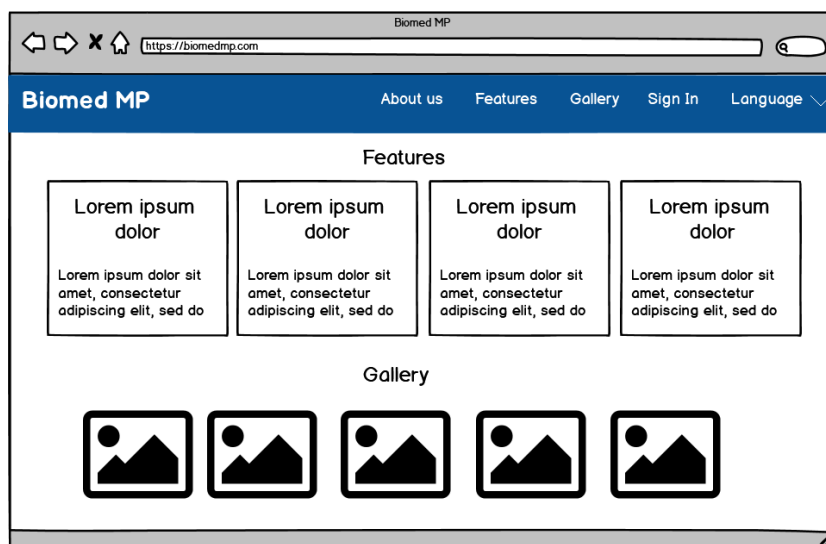 Biomed MP
https://biomedmp.com
Biomed MP
About us
Features
Gallery
Sign In
Language
Features
Lorem ipsum
dolor
Lorem ipsum dolor sit
amet, consectetur
adipiscing elit, sed do
Lorem ipsum
dolor
Lorem ipsum dolor sit
amet, consectetur
adipiscing elit, sed do
Lorem ipsum
dolor
Lorem ipsum dolor sit
amet, consectetur
adipiscing elit, sed do
Lorem ipsum
dolor
Lorem ipsum dolor sit
amet, consectetur
adipiscing elit, sed do
Gallery